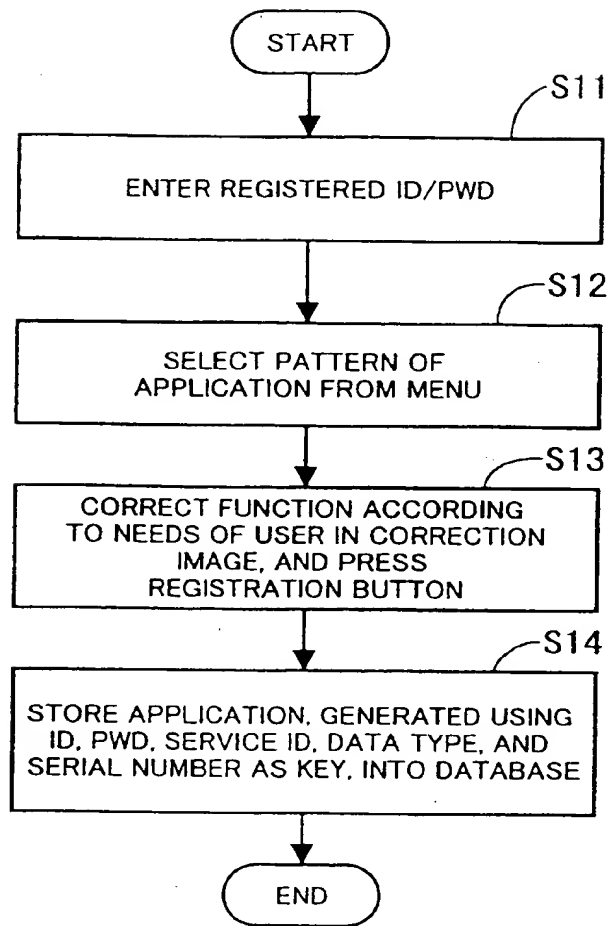 START
S11
ENTER REGISTERED ID/PWD
S12
SELECT PATTERN OF
APPLICATION FROM MENU
S13
CORRECT FUNCTION ACCORDING
TO NEEDS OF USER IN CORRECTION
IMAGE, AND PRESS
REGISTRATION BUTTON
S14
STORE APPLICATION, GENERATED USING
ID, PWD, SERVICE ID, DATA TYPE, AND
SERIAL NUMBER AS KEY, INTO DATABASE
END